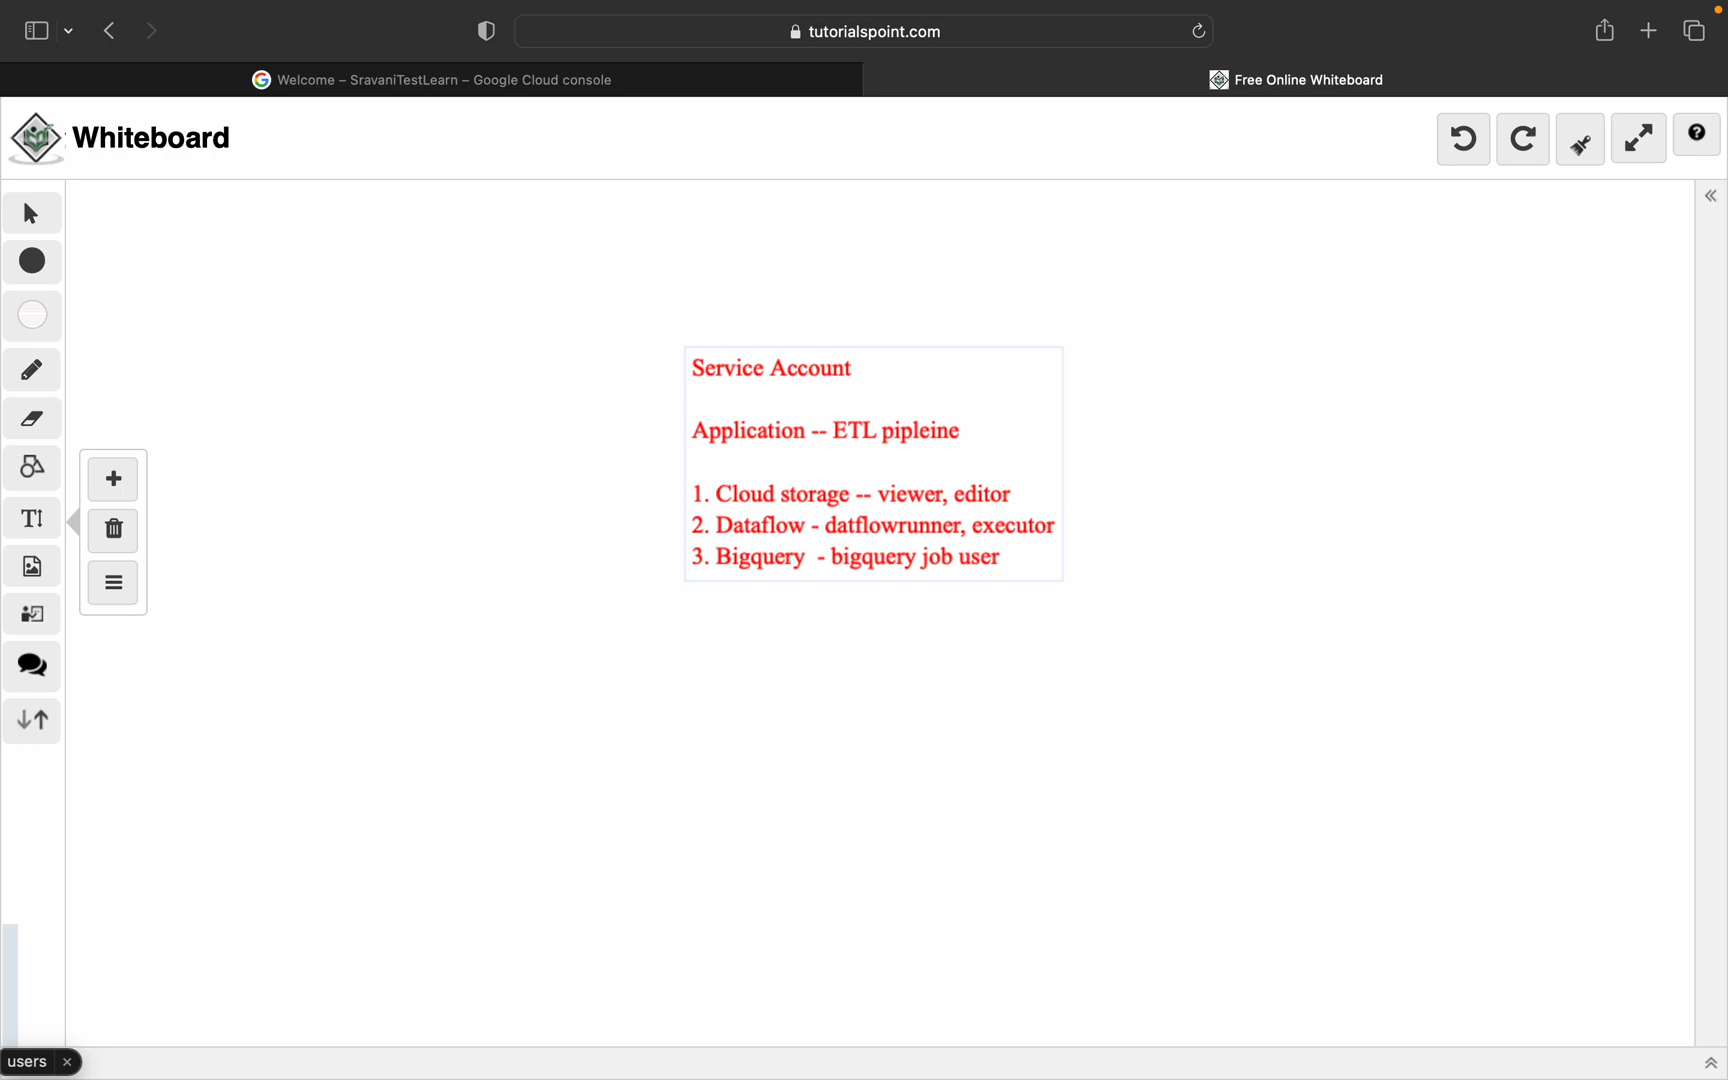 tutorialspoint.com
Welcome – SravaniTestLearn – Google Cloud console
Free Online Whiteboard
Whiteboard
Service Account
Application -- ETL pipleine
1. Cloud storage -- viewer, editor
2. Dataflow - datflowrunner, executor
3. Bigquery  - bigquery job user
users